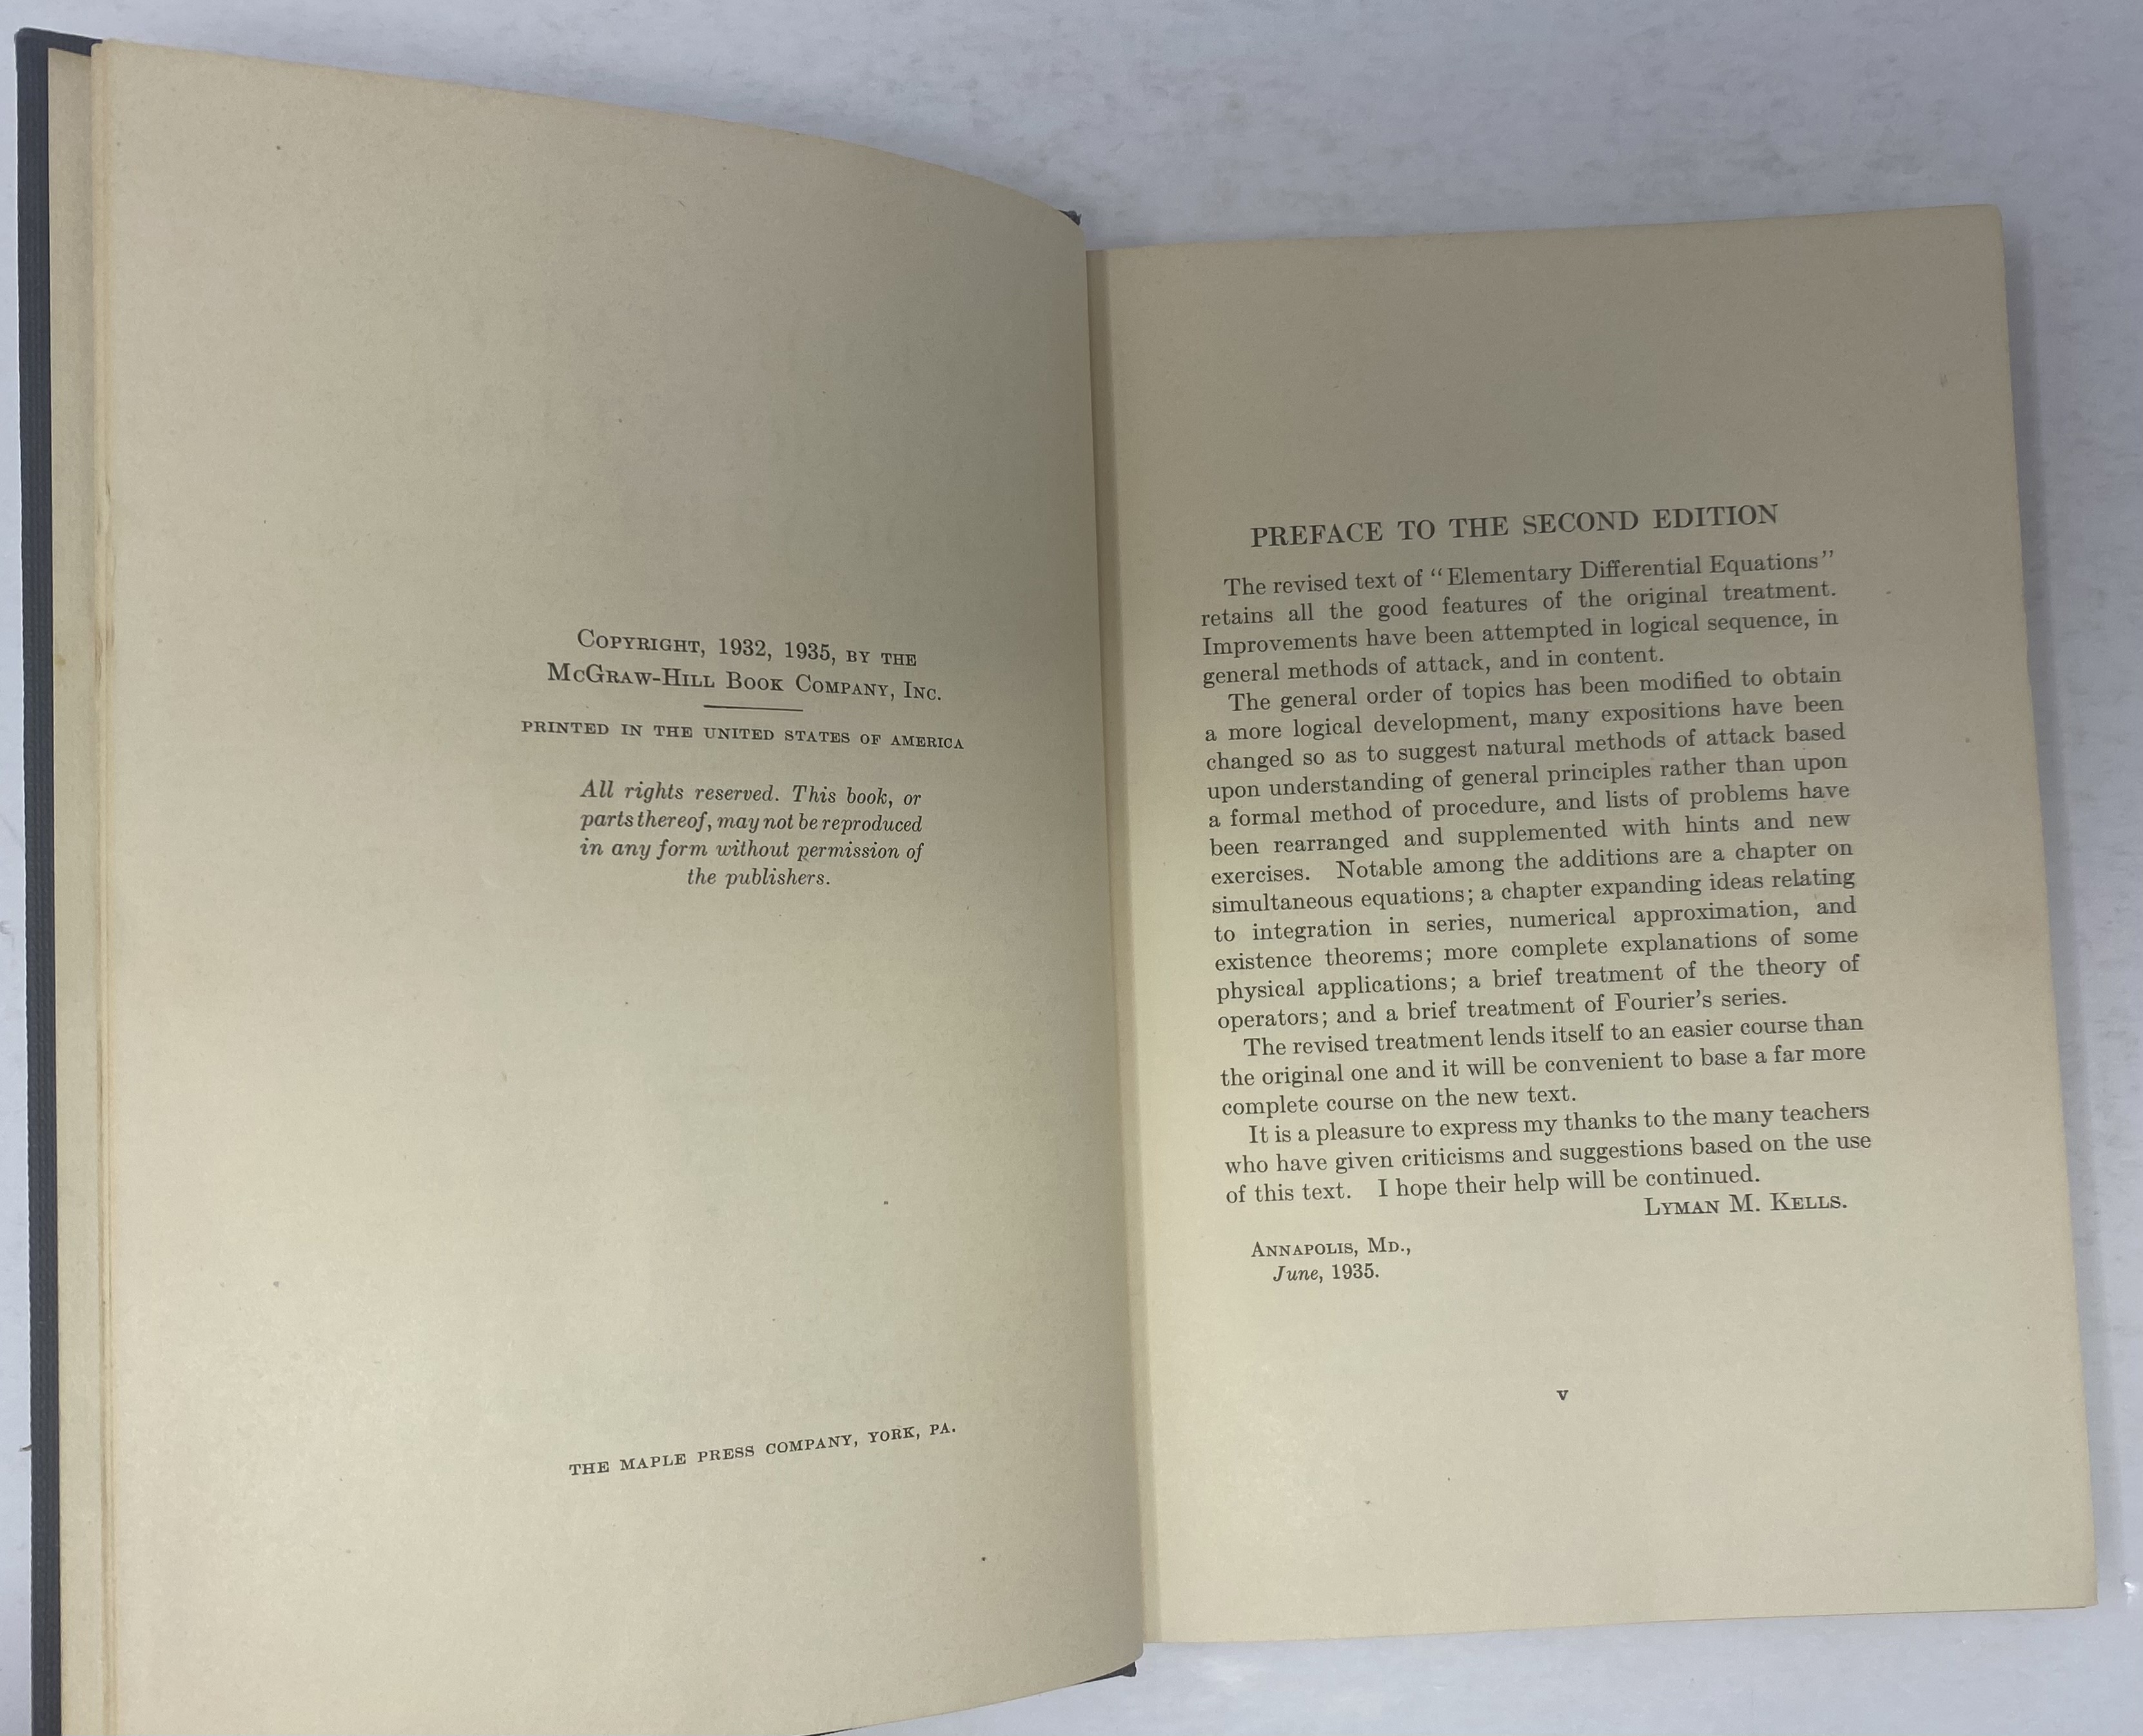 COPYRIGHT, 1932, 1935, BY THE
MCGRAW-HILL BOOK COMPANY, INC.
PRINTED IN THE UNITED STATES OF AMERICA
All rights reserved. This book, or
parts thereof, may not be reproduced
in any form without permission of
the publishers.
THE MAPLE PRESS COMPANY, YORK, PA.
PREFACE TO THE SECOND EDITION
The revised text of “Elementary Differential Equations”
retains all the good features of the original treatment.
Improvements have been attempted in logical sequence, in
general methods of attack, and in content.
The general order of topics has been modified to obtain
a more logical development, many expositions have been
changed so as to suggest natural methods of attack based
upon understanding of general principles rather than upon
a formal method of procedure, and lists of problems have
been rearranged and supplemented with hints and new
exercises. Notable among the additions are a chapter on
simultaneous equations; a chapter expanding ideas relating
to integration in series, numerical approximation, and
existence theorems; more complete explanations of some
physical applications; a brief treatment of the theory of
operators; and a brief treatment of Fourier's series.
The revised treatment lends itself to an easier course than
the original one and it will be convenient to base a far more
complete course on the new text.
It is a pleasure to express my thanks to the many teachers
who have given criticisms and suggestions based on the use
of this text. I hope their help will be continued.
LYMAN M. KELLS.
ANNAPOLIS, MD.,
June, 1935.
v